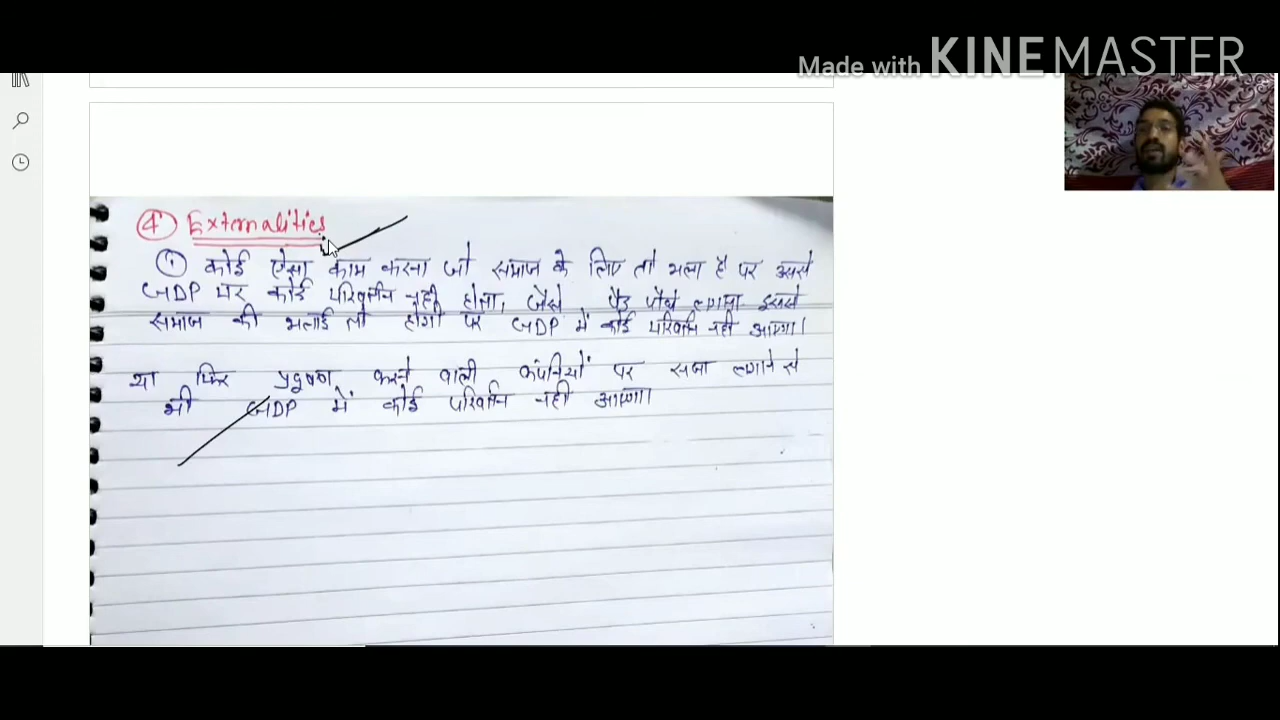 Made with KINEMASTER
④ Externalities
① कोई ऐसा काम करना जो समाज के लिए तो भला है पर उससे
GDP पर कोई परिवर्तन नही होता, जैसे पैड़ पौधे लगाना इससे
समाज की भलाई तो होगी पर GDP में कोई परिवर्तन नही आएगा।
या फिर प्रदुषण करने वाली कंपनियों पर सजा लगाने से
भी GDP में कोई परिवर्तन नही आएगा।